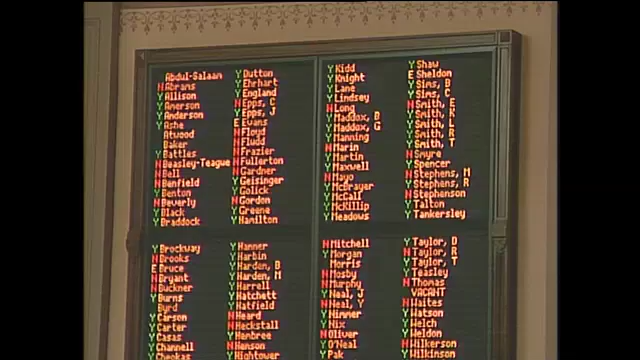 Abdul-Salaam
N Abrams
Y Allison
Y Amerson
Y Anderson
Y Ashe
Atwood
Baker
Y Battles
N Beasley-Teague
N Bell
N Benfield
Y Benton
N Beverly
Y Black
Y Braddock
Y Dutton
Y Ehrhart
Y England
N Epps, C
Y Epps, J
E Evans
N Floyd
N Fludd
N Frazier
N Fullerton
N Gardner
Y Geisinger
Y Golick
N Gordon
Y Greene
Y Hamilton
Y Kidd
Y Knight
Y Lane
Y Lindsey
N Long
Y Maddox, B
Y Maddox, G
Y Manning
N Marin
Y Martin
Y Maxwell
N Mayo
Y McBrayer
Y McCall
Y McKillip
Y Meadows
Y Shaw
E Sheldon
Y Sims, B
Y Sims, C
N Smith, E
Y Smith, K
Y Smith, L
Y Smith, R
Y Smith, T
N Smyre
Y Spencer
N Stephens, M
Y Stephens, R
N Stephenson
Y Talton
Y Tankersley
Y Brockway
N Brooks
E Bruce
N Bryant
N Buckner
Y Burns
Byrd
Y Carson
Y Carter
Y Casas
Y Channell
Y Cheokas
Y Hanner
Y Harbin
Y Harden, B
Y Harden, M
Y Harrell
Y Hatchett
Y Hatfield
N Heard
N Heckstall
Y Hembree
N Henson
Y Hightower
N Mitchell
Y Morgan
Morris
N Mosby
N Murphy
Y Neal, J
N Neal, Y
Y Nimmer
Y Nix
N Oliver
Y O'Neal
Y Pak
Y Taylor, D
N Taylor, R
Y Taylor, T
Y Teasley
N Thomas
VACANT
N Waites
Y Watson
Y Welch
Y Weldon
N Wilkerson
Y Wilkinson